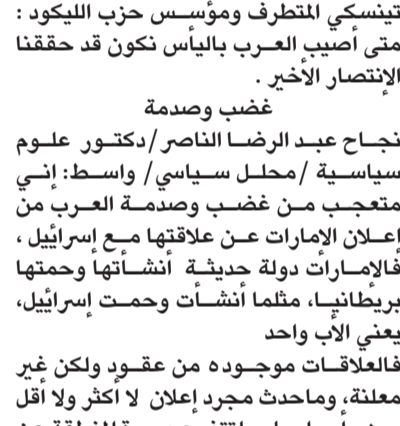 تينسكي المتطرف ومؤسس حزب الليكود :
متى أصيب العرب باليأس نكون قد حققنا
الإنتصار الأخير .
غضب وصدمة
نجاح عبد الرضا الناصر /دكتور علوم
سياسية /محلل سياسي/ واسط: إني
متعجب من غضب وصدمة العرب من
إعلان الامارات عن علاقتها مع إسرائيل ،
فالإمارات دولة حديثة أنشأتها وحمتها
بريطانيا، مثلما أنشأت وحمت إسرائيل،
يعني الأب واحد
فالعلاقات موجوده من عقود ولكن غير
معلنة، وماحدث مجرد إعلان لا أكثر ولا أقل